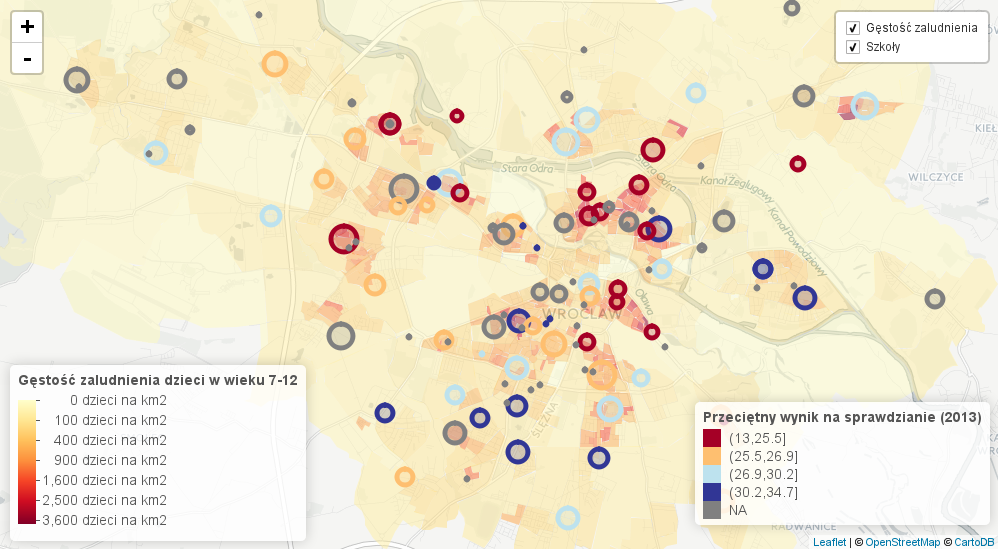 +
-
Gęstość zaludnienia
Szkoły
KIEŁ
WILCZYCE
Stara Odra
Stara Odra
Kanał Żeglugowy
Kanał Powodziowy
Oława
WROCŁAW
ŚLĘZNA
Gęstość zaludnienia dzieci w wieku 7-12
0 dzieci na km2
100 dzieci na km2
400 dzieci na km2
900 dzieci na km2
1,600 dzieci na km2
2,500 dzieci na km2
3,600 dzieci na km2
Przeciętny wynik na sprawdzianie (2013)
(13,25.5]
(25.5,26.9]
(26.9,30.2]
(30.2,34.7]
NA
RADWANICE
Leaflet | © OpenStreetMap © CartoDB